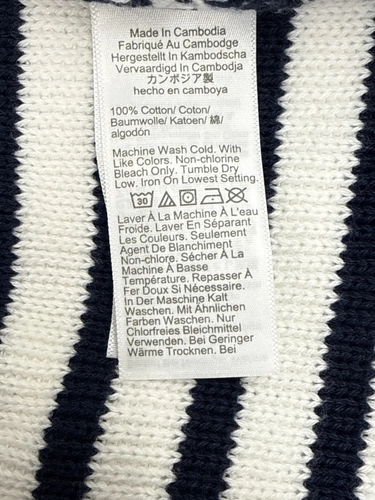 Made In Cambodia
Fabriqué Au Cambodge
Hergestellt In Kambodscha
Vervaardigd In Cambodja
カンボジア製
hecho en camboya
100% Cotton/ Coton/
Baumwolle/ Katoen/ 綿/
algodón
Machine Wash Cold. With
Like Colors. Non-chlorine
Bleach Only. Tumble Dry
Low. Iron On Lowest Setting.
30
Laver À La Machine À L'eau
Froide. Laver En Séparant
Les Couleurs. Seulement
Agent De Blanchiment
Non-chlore. Sécher À La
Machine À Basse
Température. Repasser À
Fer Doux Si Nécessaire.
In Der Maschine Kalt
Waschen. Mit Ähnlichen
Farben Waschen. Nur
Chlorfreies Bleichmittel
Verwenden. Bei Geringer
Wärme Trocknen. Bei